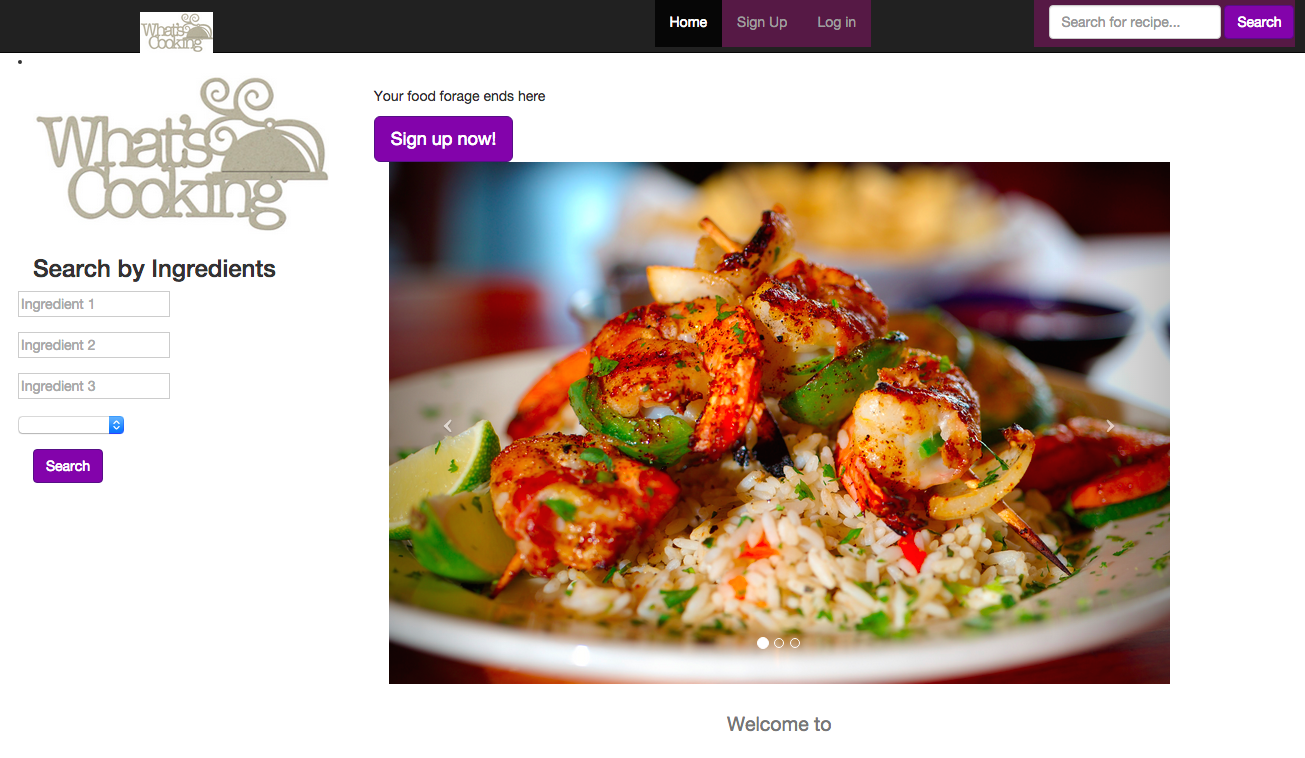 What's
Cooking
Home Sign Up Log in
Search for recipe... Search
What's
Cooking
Your food forage ends here
Sign up now!
Search by Ingredients
Ingredient 1
Ingredient 2
Ingredient 3
Search
Welcome to